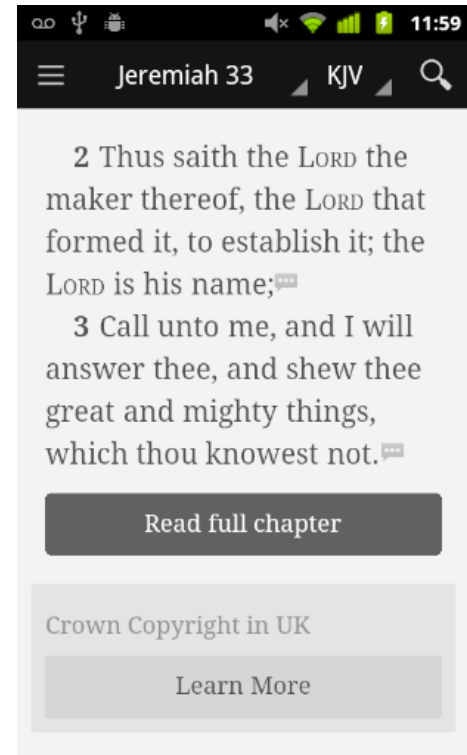 11:59
Jeremiah 33 KJV
2 Thus saith the LORD the
maker thereof, the LORD that
formed it, to establish it; the
LORD is his name;
3 Call unto me, and I will
answer thee, and shew thee
great and mighty things,
which thou knowest not.
Read full chapter
Crown Copyright in UK
Learn More